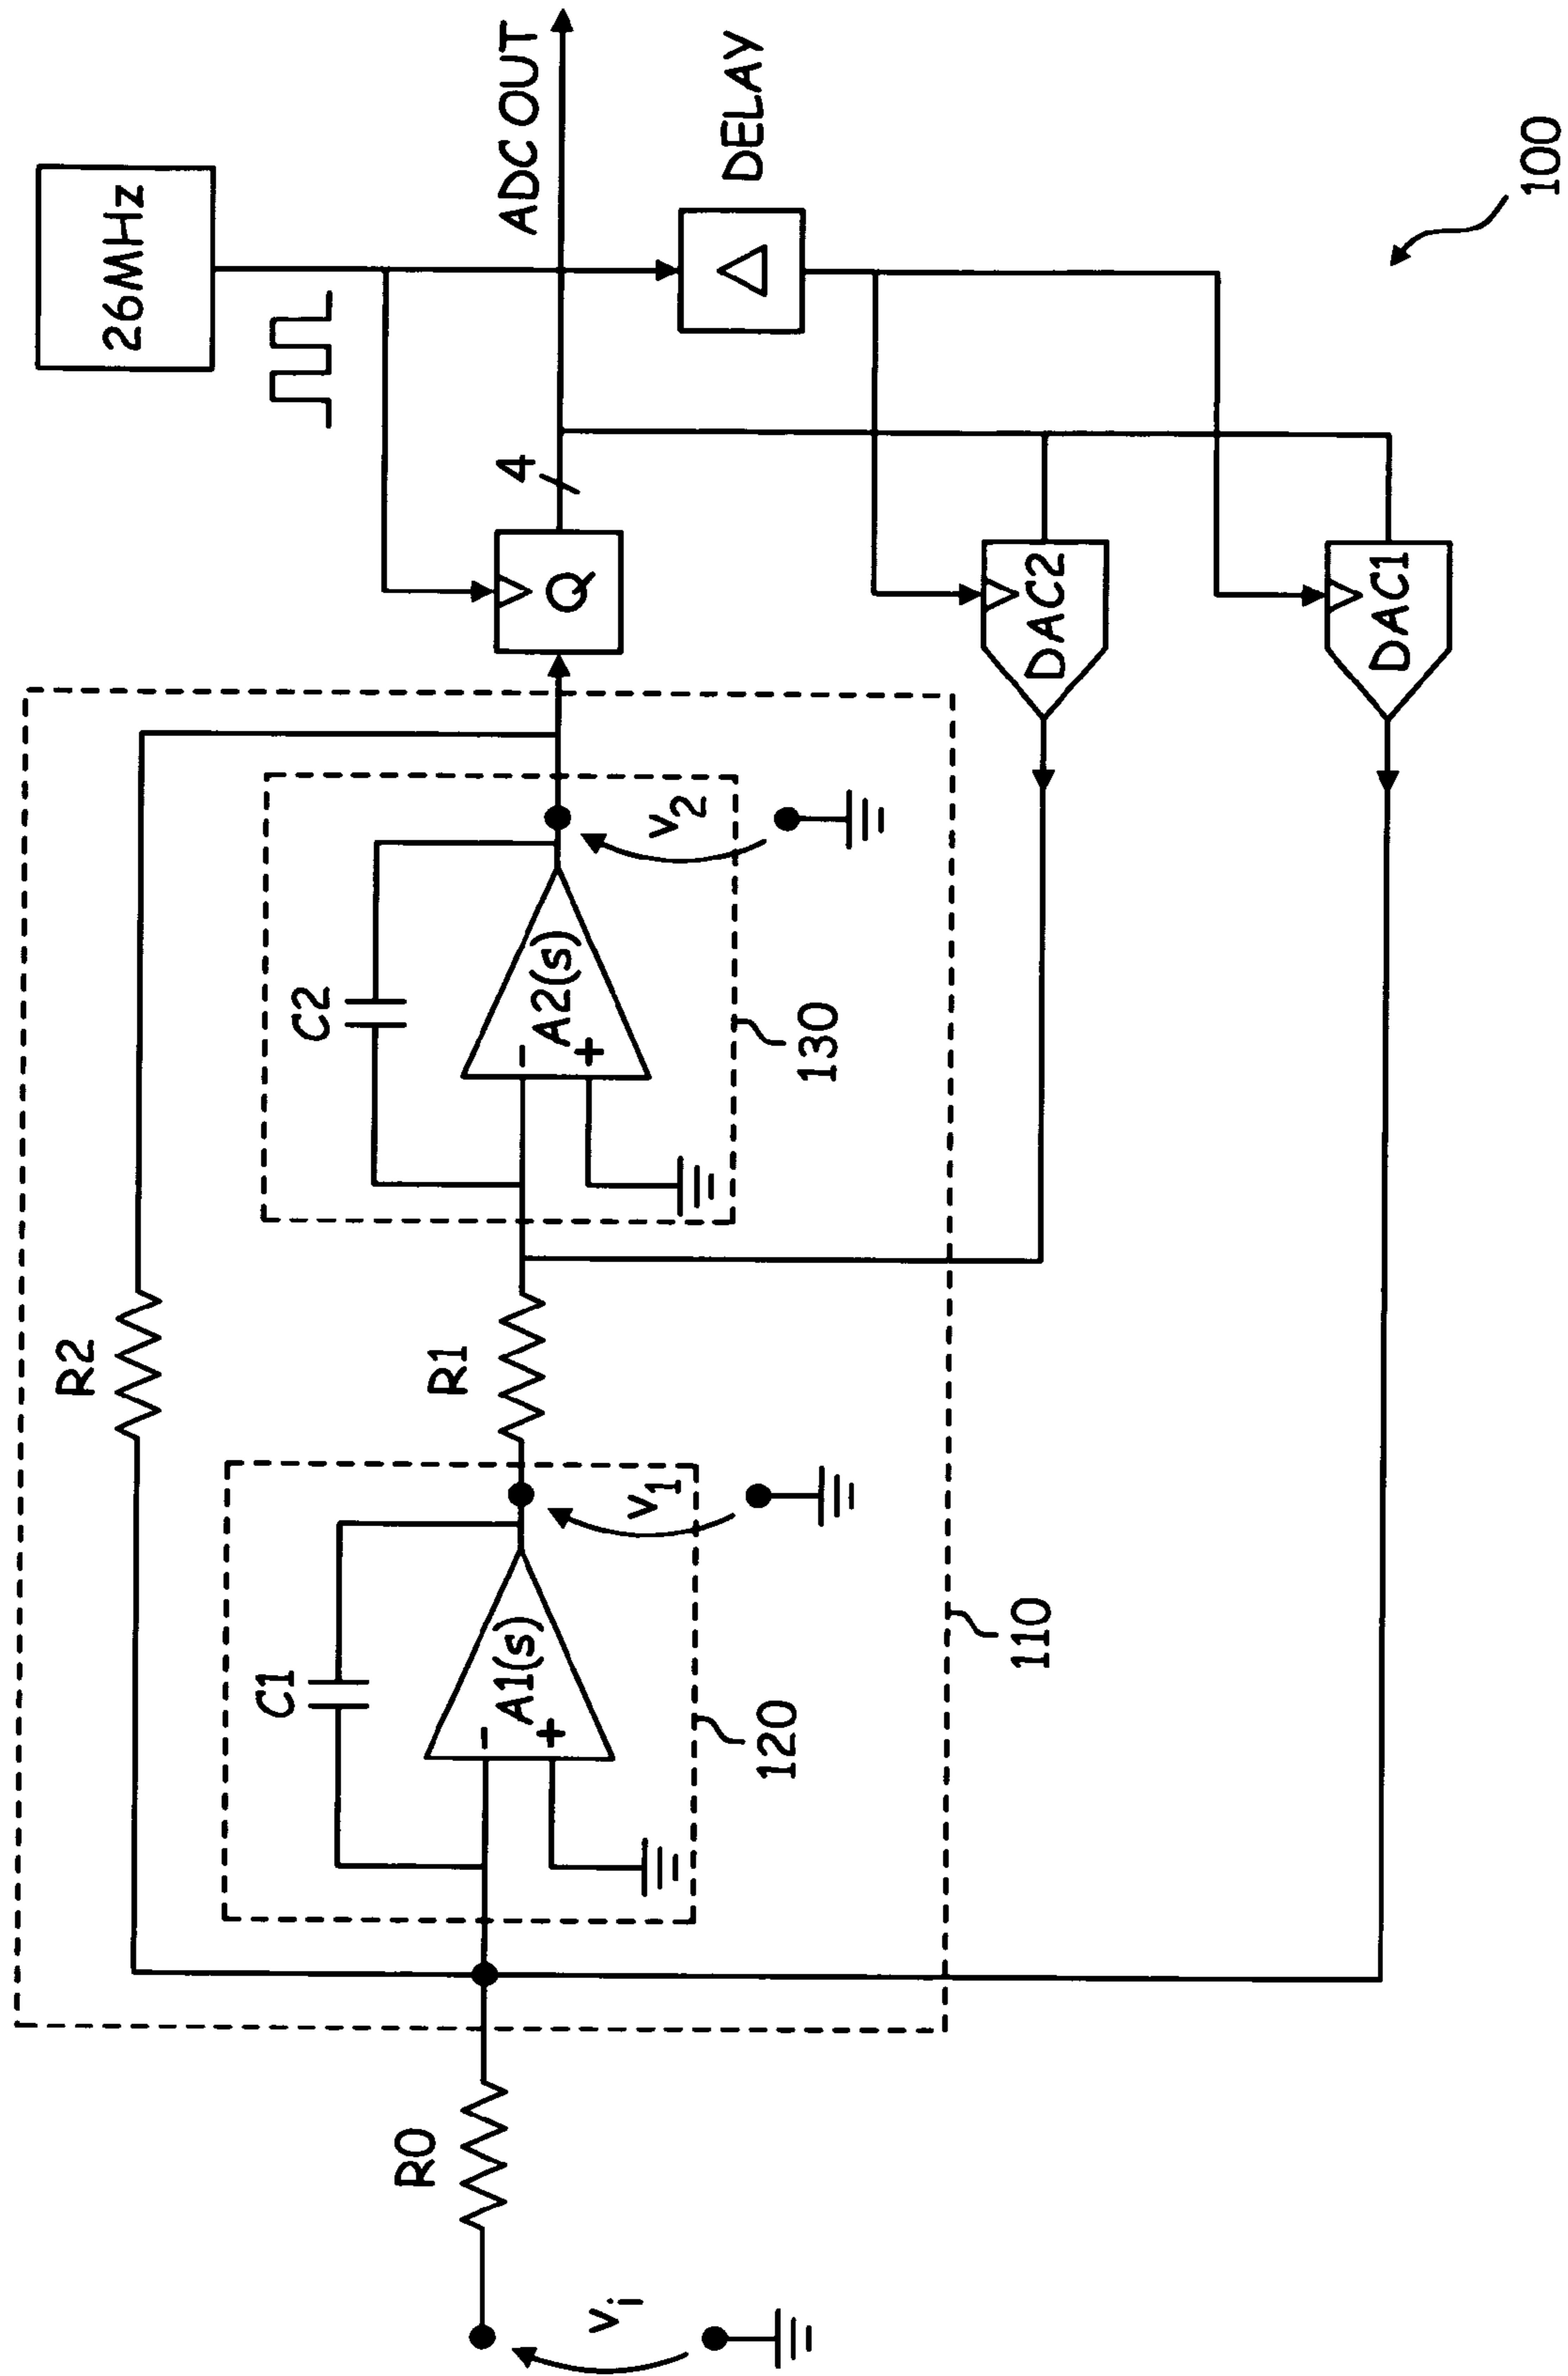 26MHz
ADC OUT
DELAY
4
Q
R2
C2
A2(s)
-
+
v2
130
R1
C1
A1(s)
-
+
v1
120
110
R0
vi
DAC2
DAC1
100